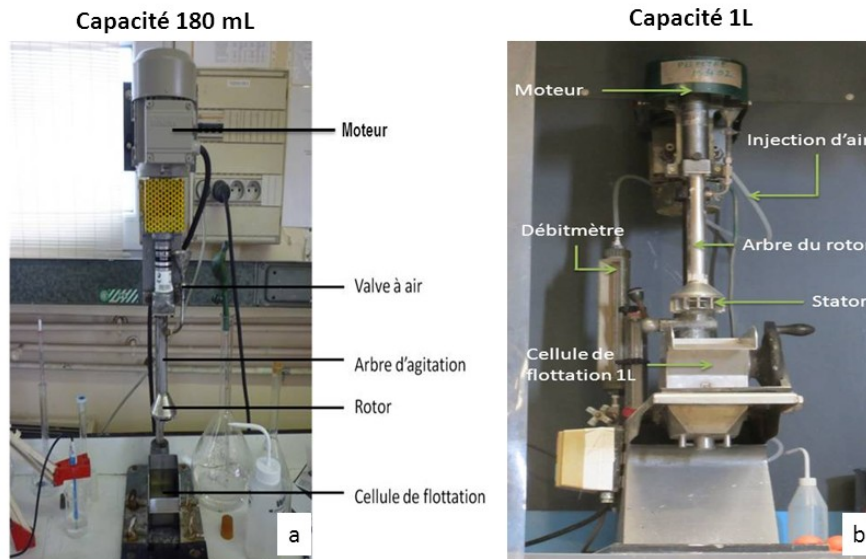 Capacité 180 mL
Moteur
Valve à air
Arbre d'agitation
Rotor
Cellule de flottation
a
Capacité 1L
Moteur
Injection d'air
Débitmètre
Arbre du rotor
Stator
Cellule de
flottation 1L
b